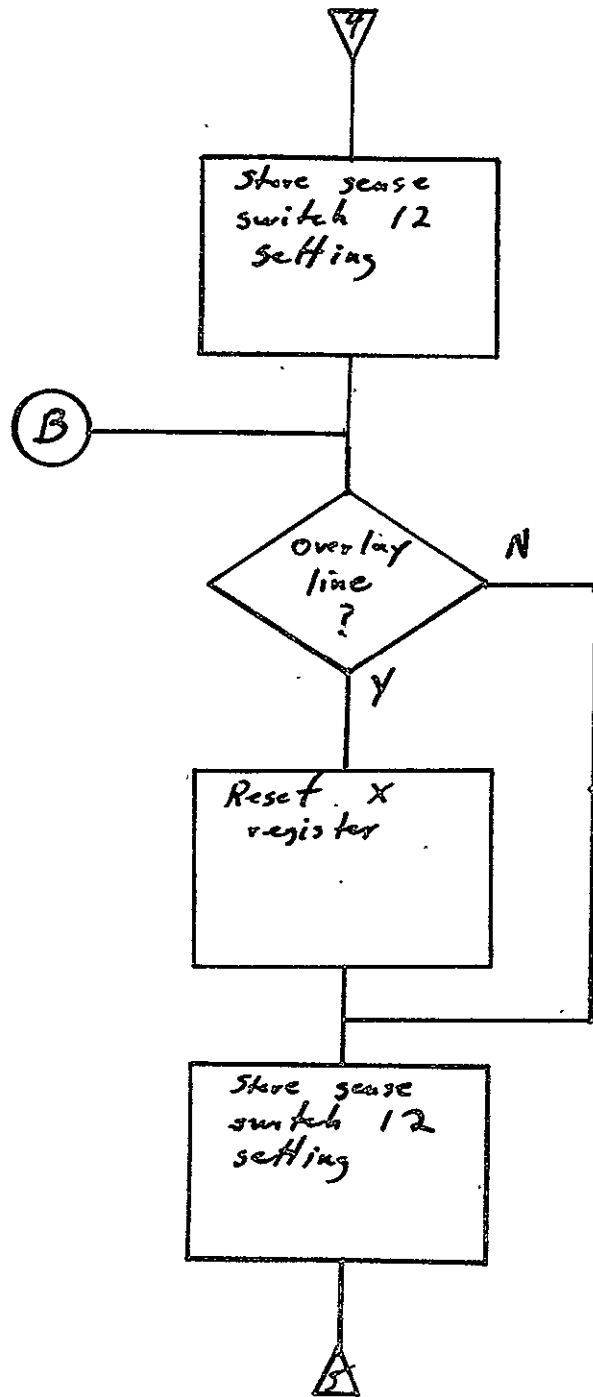 4
Store sense
switch 12
setting
B
Overlay
line
?
N
Y
Reset X
register
Store sense
switch 12
setting
5